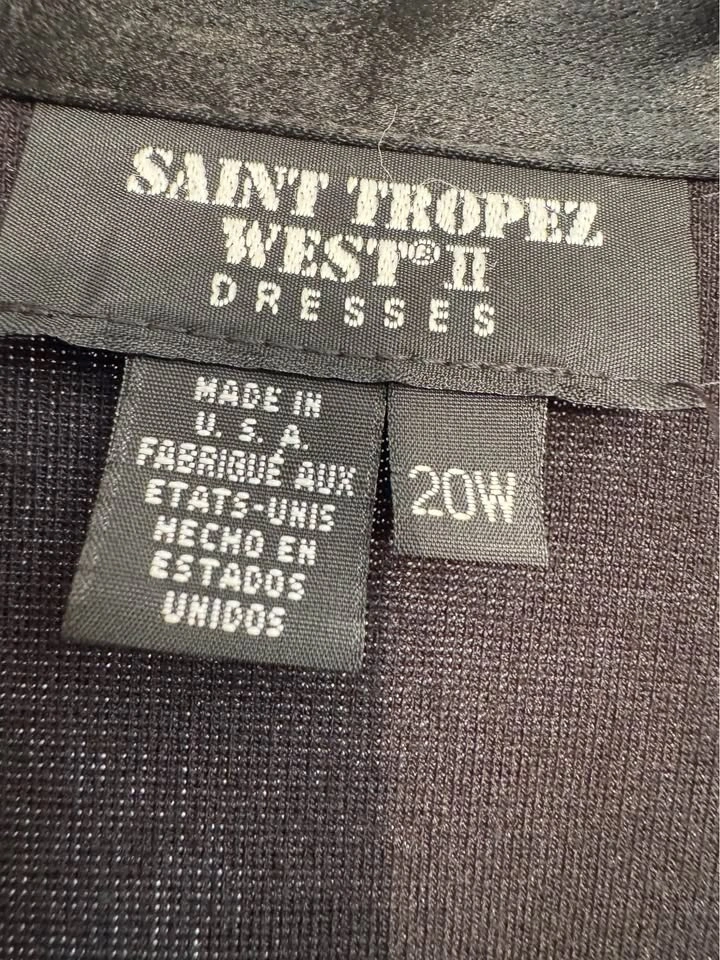 SAINT TROPEZ
WEST® II
DRESSES
MADE IN
U. S. A.
FABRIQUÉ AUX
ETATS-UNIS
HECHO EN
ESTADOS
UNIDOS
20W